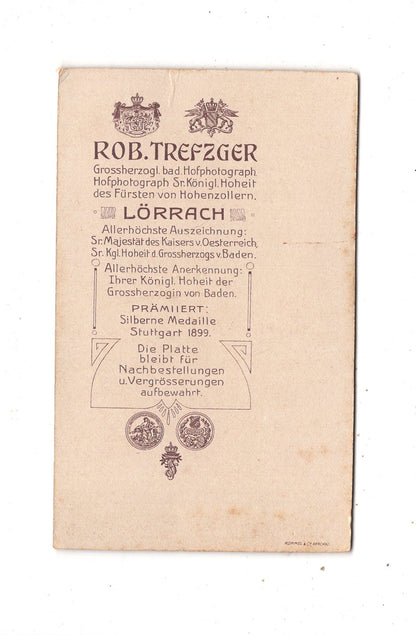 ROB. TREFZGER
Grossherzogl. bad. Hofphotograph
Hofphotograph Sr. Königl. Hoheit
des Fürsten von Hohenzollern.
LÖRRACH
Allerhöchste Auszeichnung:
Sr. Majestät des Kaisers v. Oesterreich,
Sr. Kgl. Hoheit d. Grossherzogs v. Baden.
Allerhöchste Anerkennung:
Ihrer Königl. Hoheit der
Grossherzogin von Baden.
PRÄMIIERT:
Silberne Medaille
Stuttgart 1899.
Die Platte
bleibt für
Nachbestellungen
u. Vergrösserungen
aufbewahrt.